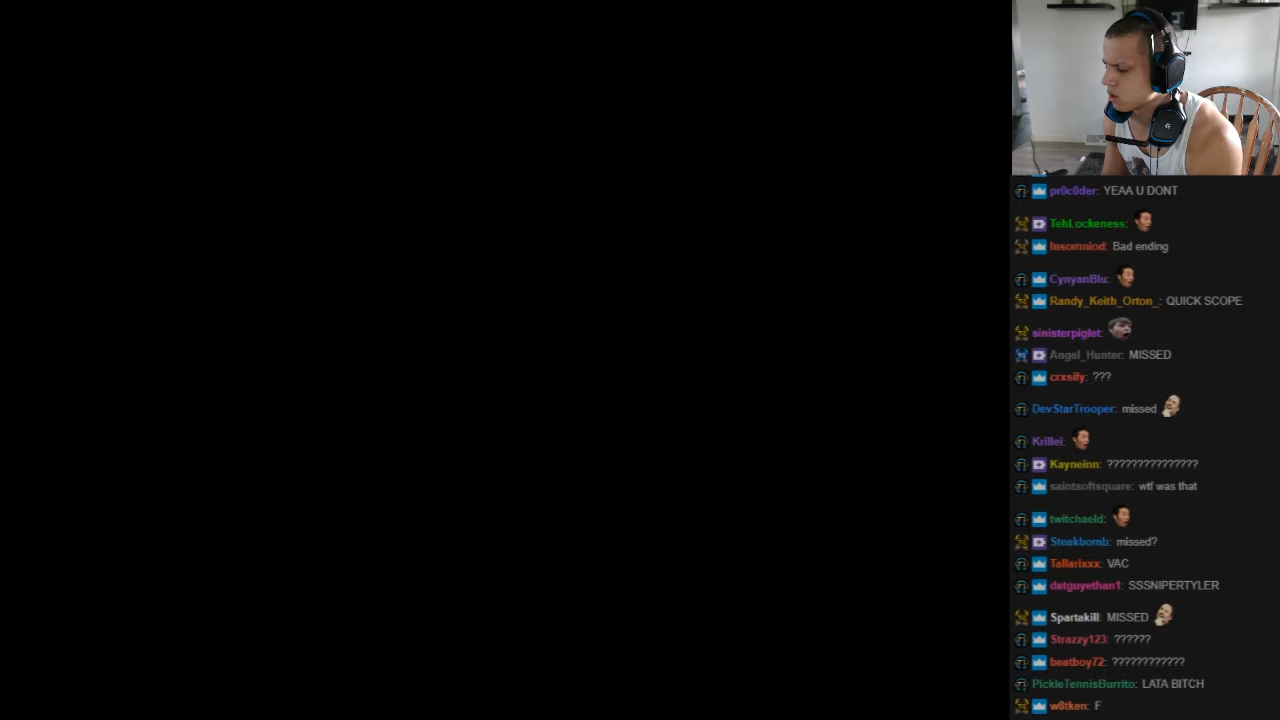 pr0c0der: YEAA U DONT
TehLockeness:
Insomniod: Bad ending
CynyanBlu:
Randy_Keith_Orton_: QUICK SCOPE
sinisterpiglet:
Angel_Hunter: MISSED
crxsify: ???
DevStarTrooper: missed
Krillei:
Kayneinn: ???????????????
saintsoftsquare: wtf was that
twitchaeld:
Steakbomb: missed?
Tallarixxx: VAC
datguyethan1: SSSNIPERTYLER
Spartakill: MISSED
Strazzy123: ??????
beatboy72: ????????????
PickleTennisBurrito: LATA BITCH
w8tken: F